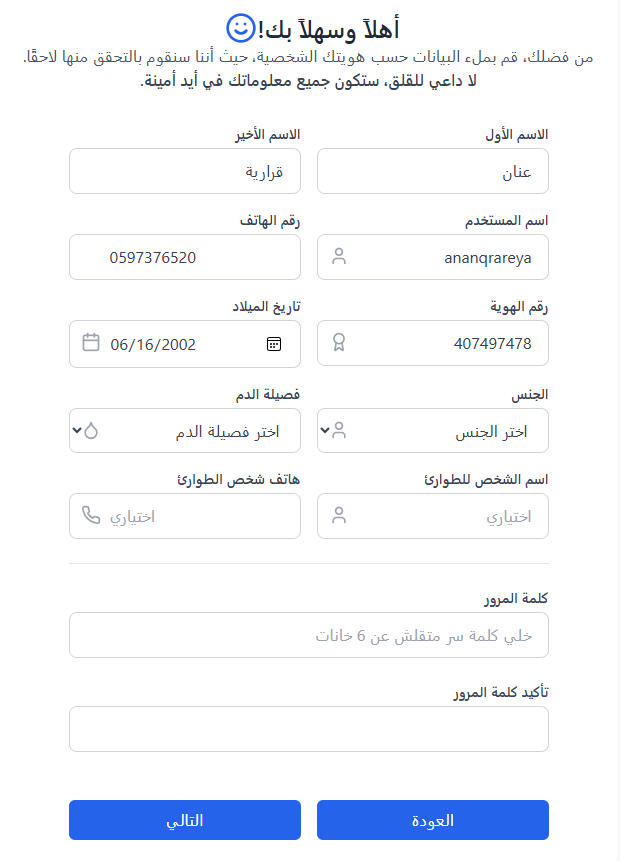 أهلاً وسهلاً بك!
من فضلك، قم بملء البيانات حسب هويتك الشخصية، حيث أننا سنقوم بالتحقق منها لاحقًا.
لا داعي للقلق، ستكون جميع معلوماتك في أيد أمينة.
الاسم الأول
عنان
الاسم الأخير
قرارية
اسم المستخدم
ananqrareya
رقم الهاتف
0597376520
رقم الهوية
407497478
تاريخ الميلاد
06/16/2002
الجنس
اختر الجنس
فصيلة الدم
اختر فصيلة الدم
اسم الشخص للطوارئ
اختياري
هاتف شخص الطوارئ
اختياري
كلمة المرور
خلي كلمة سر متقلش عن 6 خانات
تأكيد كلمة المرور
العودة
التالي